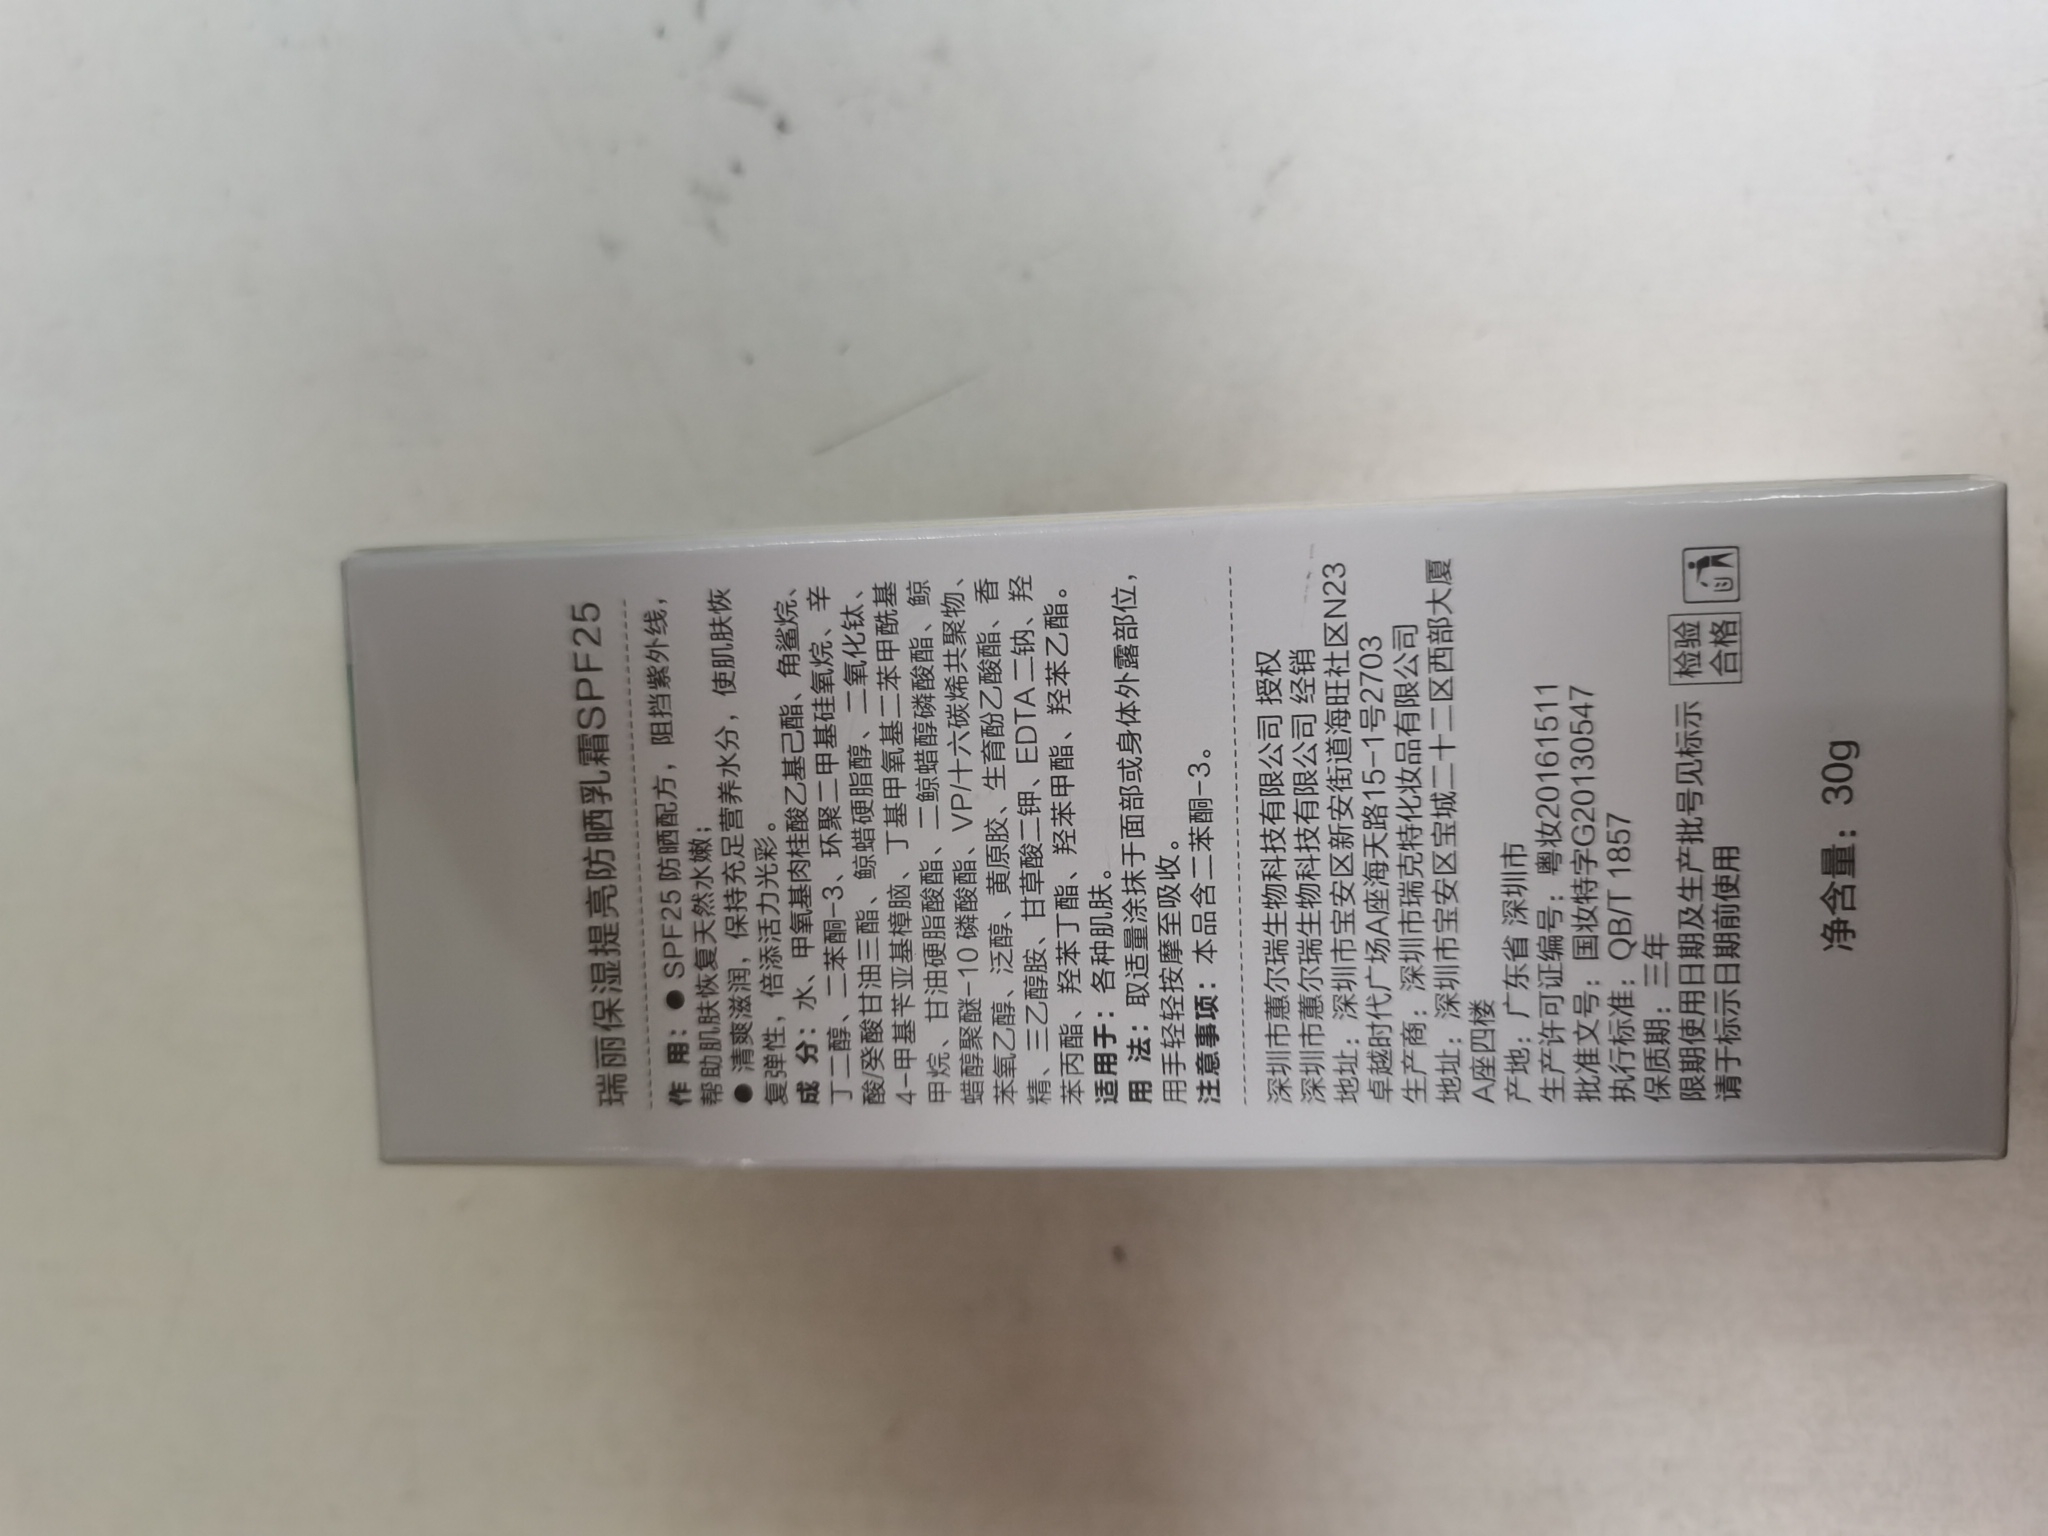 瑞丽保湿提亮防晒乳霜SPF25
作 用：● SPF25 防晒配方，阻挡紫外线，
帮助肌肤恢复天然水嫩；
● 清爽滋润，保持充足营养水分，使肌肤恢
复弹性，倍添活力光彩。
成 分：水、甲氧基肉桂酸乙基己酯、角鲨烷、
丁二醇、二苯酮-3、环聚二甲基硅氧烷、辛
酸/癸酸甘油三酯、鲸蜡硬脂醇、二氧化钛、
4-甲基苄亚基樟脑、丁基甲氧基二苯甲酰基
甲烷、甘油硬脂酸酯、二鲸蜡醇磷酸酯、鲸
蜡醇聚醚-10 磷酸酯、VP/十六碳烯共聚物、
苯氧乙醇、泛醇、黄原胶、生育酚乙酸酯、香
精、三乙醇胺、甘草酸二钾、EDTA 二钠、羟
苯丙酯、羟苯丁酯、羟苯甲酯、羟苯乙酯。
适用于：各种肌肤。
用 法：取适量涂抹于面部或身体外露部位，
用手轻轻按摩至吸收。
注意事项：本品含二苯酮-3。
深圳市蕙尔瑞生物科技有限公司 授权
深圳市蕙尔瑞生物科技有限公司 经销
地址：深圳市宝安区新安街道海旺社区N23
卓越时代广场A座海天路15-1号2703
生产商：深圳市瑞克特化妆品有限公司
地址：深圳市宝安区宝城二十二区西部大厦
A座四楼
产地：广东省 深圳市
生产许可证编号：粤妆20161511
批准文号：国妆特字G20130547
执行标准：QB/T 1857
保质期：三年
限期使用日期及生产批号见标示
请于标示日期前使用
检验
合格
净含量：30g